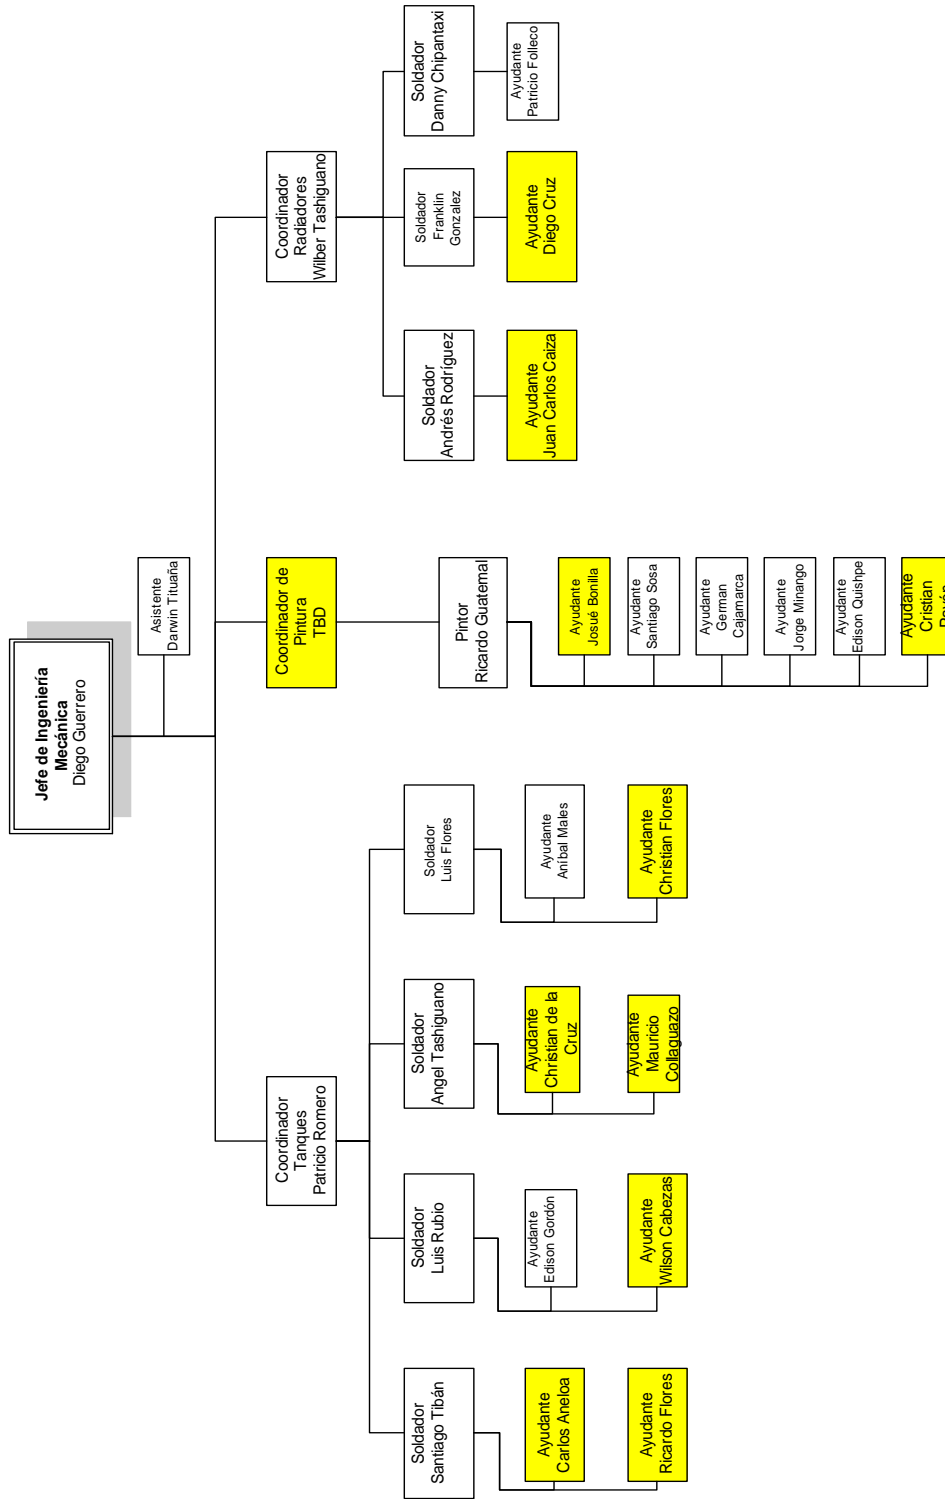 Jefe de Ingeniería
Mecánica
Diego Guerrero
Asistente
Darwin Tituaña
Coordinador
Tanques
Patricio Romero
Coordinador de
Pintura
TBD
Coordinador
Radiadores
Wilber Tashiguano
Soldador
Santiago Tibán
Soldador
Luis Rubio
Soldador
Angel Tashiguano
Soldador
Luis Flores
Pintor
Ricardo Guatemal
Soldador
Andrés Rodríguez
Soldador
Franklin
Gonzalez
Soldador
Danny Chipantaxi
Ayudante
Carlos Aneloa
Ayudante
Ricardo Flores
Ayudante
Edison Gordón
Ayudante
Wilson Cabezas
Ayudante
Christian de la
Cruz
Ayudante
Mauricio
Collaguazo
Ayudante
Aníbal Males
Ayudante
Christian Flores
Ayudante
Josué Bonilla
Ayudante
Santiago Sosa
Ayudante
German
Cajamarca
Ayudante
Jorge Minango
Ayudante
Edison Quishpe
Ayudante
Cristian
Ayudante
Juan Carlos Caiza
Ayudante
Diego Cruz
Ayudante
Patricio Folleco